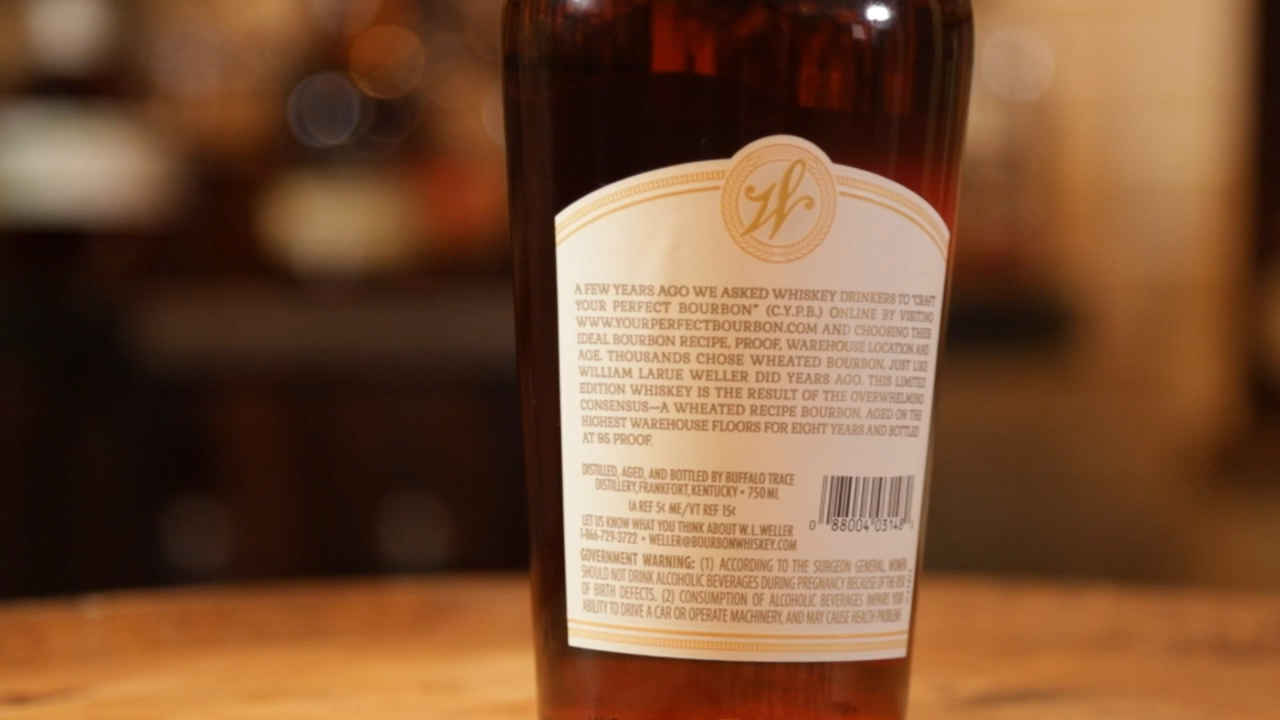 W
A FEW YEARS AGO WE ASKED WHISKEY DRINKERS TO "CRAFT
YOUR PERFECT BOURBON" (C.Y.P.B.) ONLINE BY VISITING
WWW.YOURPERFECTBOURBON.COM AND CHOOSING THEIR
IDEAL BOURBON RECIPE, PROOF, WAREHOUSE LOCATION AND
AGE. THOUSANDS CHOSE WHEATED BOURBON, JUST LIKE
WILLIAM LARUE WELLER DID YEARS AGO. THIS LIMITED
EDITION WHISKEY IS THE RESULT OF THE OVERWHELMING
CONSENSUS—A WHEATED RECIPE BOURBON, AGED ON THE
HIGHEST WAREHOUSE FLOORS FOR EIGHT YEARS AND BOTTLED
AT 95 PROOF.
DISTILLED, AGED, AND BOTTLED BY BUFFALO TRACE
DISTILLERY, FRANKFORT, KENTUCKY • 750 ML
IA REF 5¢ ME/VT REF 15¢
LET US KNOW WHAT YOU THINK ABOUT W. L. WELLER
1-866-729-3722 • WELLER@BOURBONWHISKEY.COM
0 88004 03148
GOVERNMENT WARNING: (1) ACCORDING TO THE SURGEON GENERAL, WOMEN
SHOULD NOT DRINK ALCOHOLIC BEVERAGES DURING PREGNANCY BECAUSE OF THE RISK
OF BIRTH DEFECTS. (2) CONSUMPTION OF ALCOHOLIC BEVERAGES IMPAIRS YOUR
ABILITY TO DRIVE A CAR OR OPERATE MACHINERY, AND MAY CAUSE HEALTH PROBLEMS.